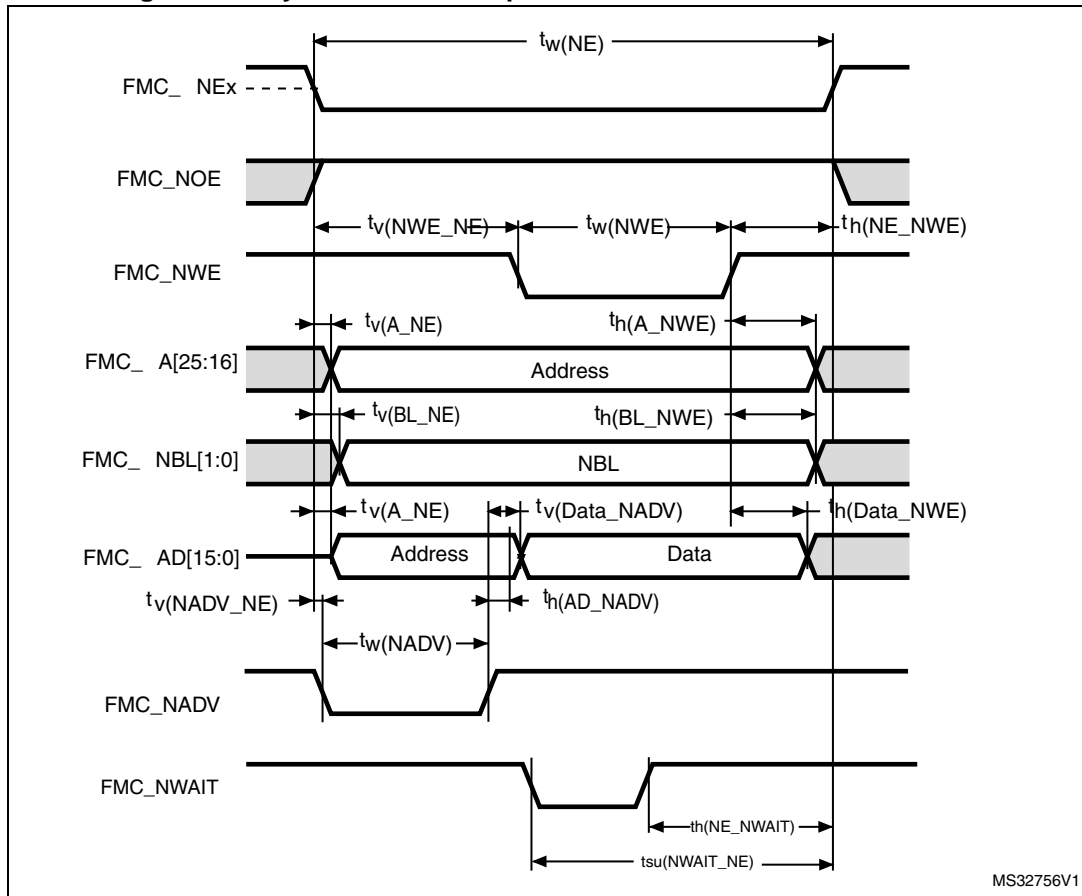 tw(NE)
FMC_ NEx
FMC_NOE
tv(NWE_NE) tw(NWE) th(NE_NWE)
FMC_NWE
tv(A_NE) th(A_NWE)
FMC_ A[25:16] Address
tv(BL_NE) th(BL_NWE)
FMC_ NBL[1:0] NBL
tv(A_NE) tv(Data_NADV) th(Data_NWE)
FMC_ AD[15:0] Address Data
tv(NADV_NE) th(AD_NADV)
tw(NADV)
FMC_NADV
FMC_NWAIT
th(NE_NWAIT)
tsu(NWAIT_NE)
MS32756V1